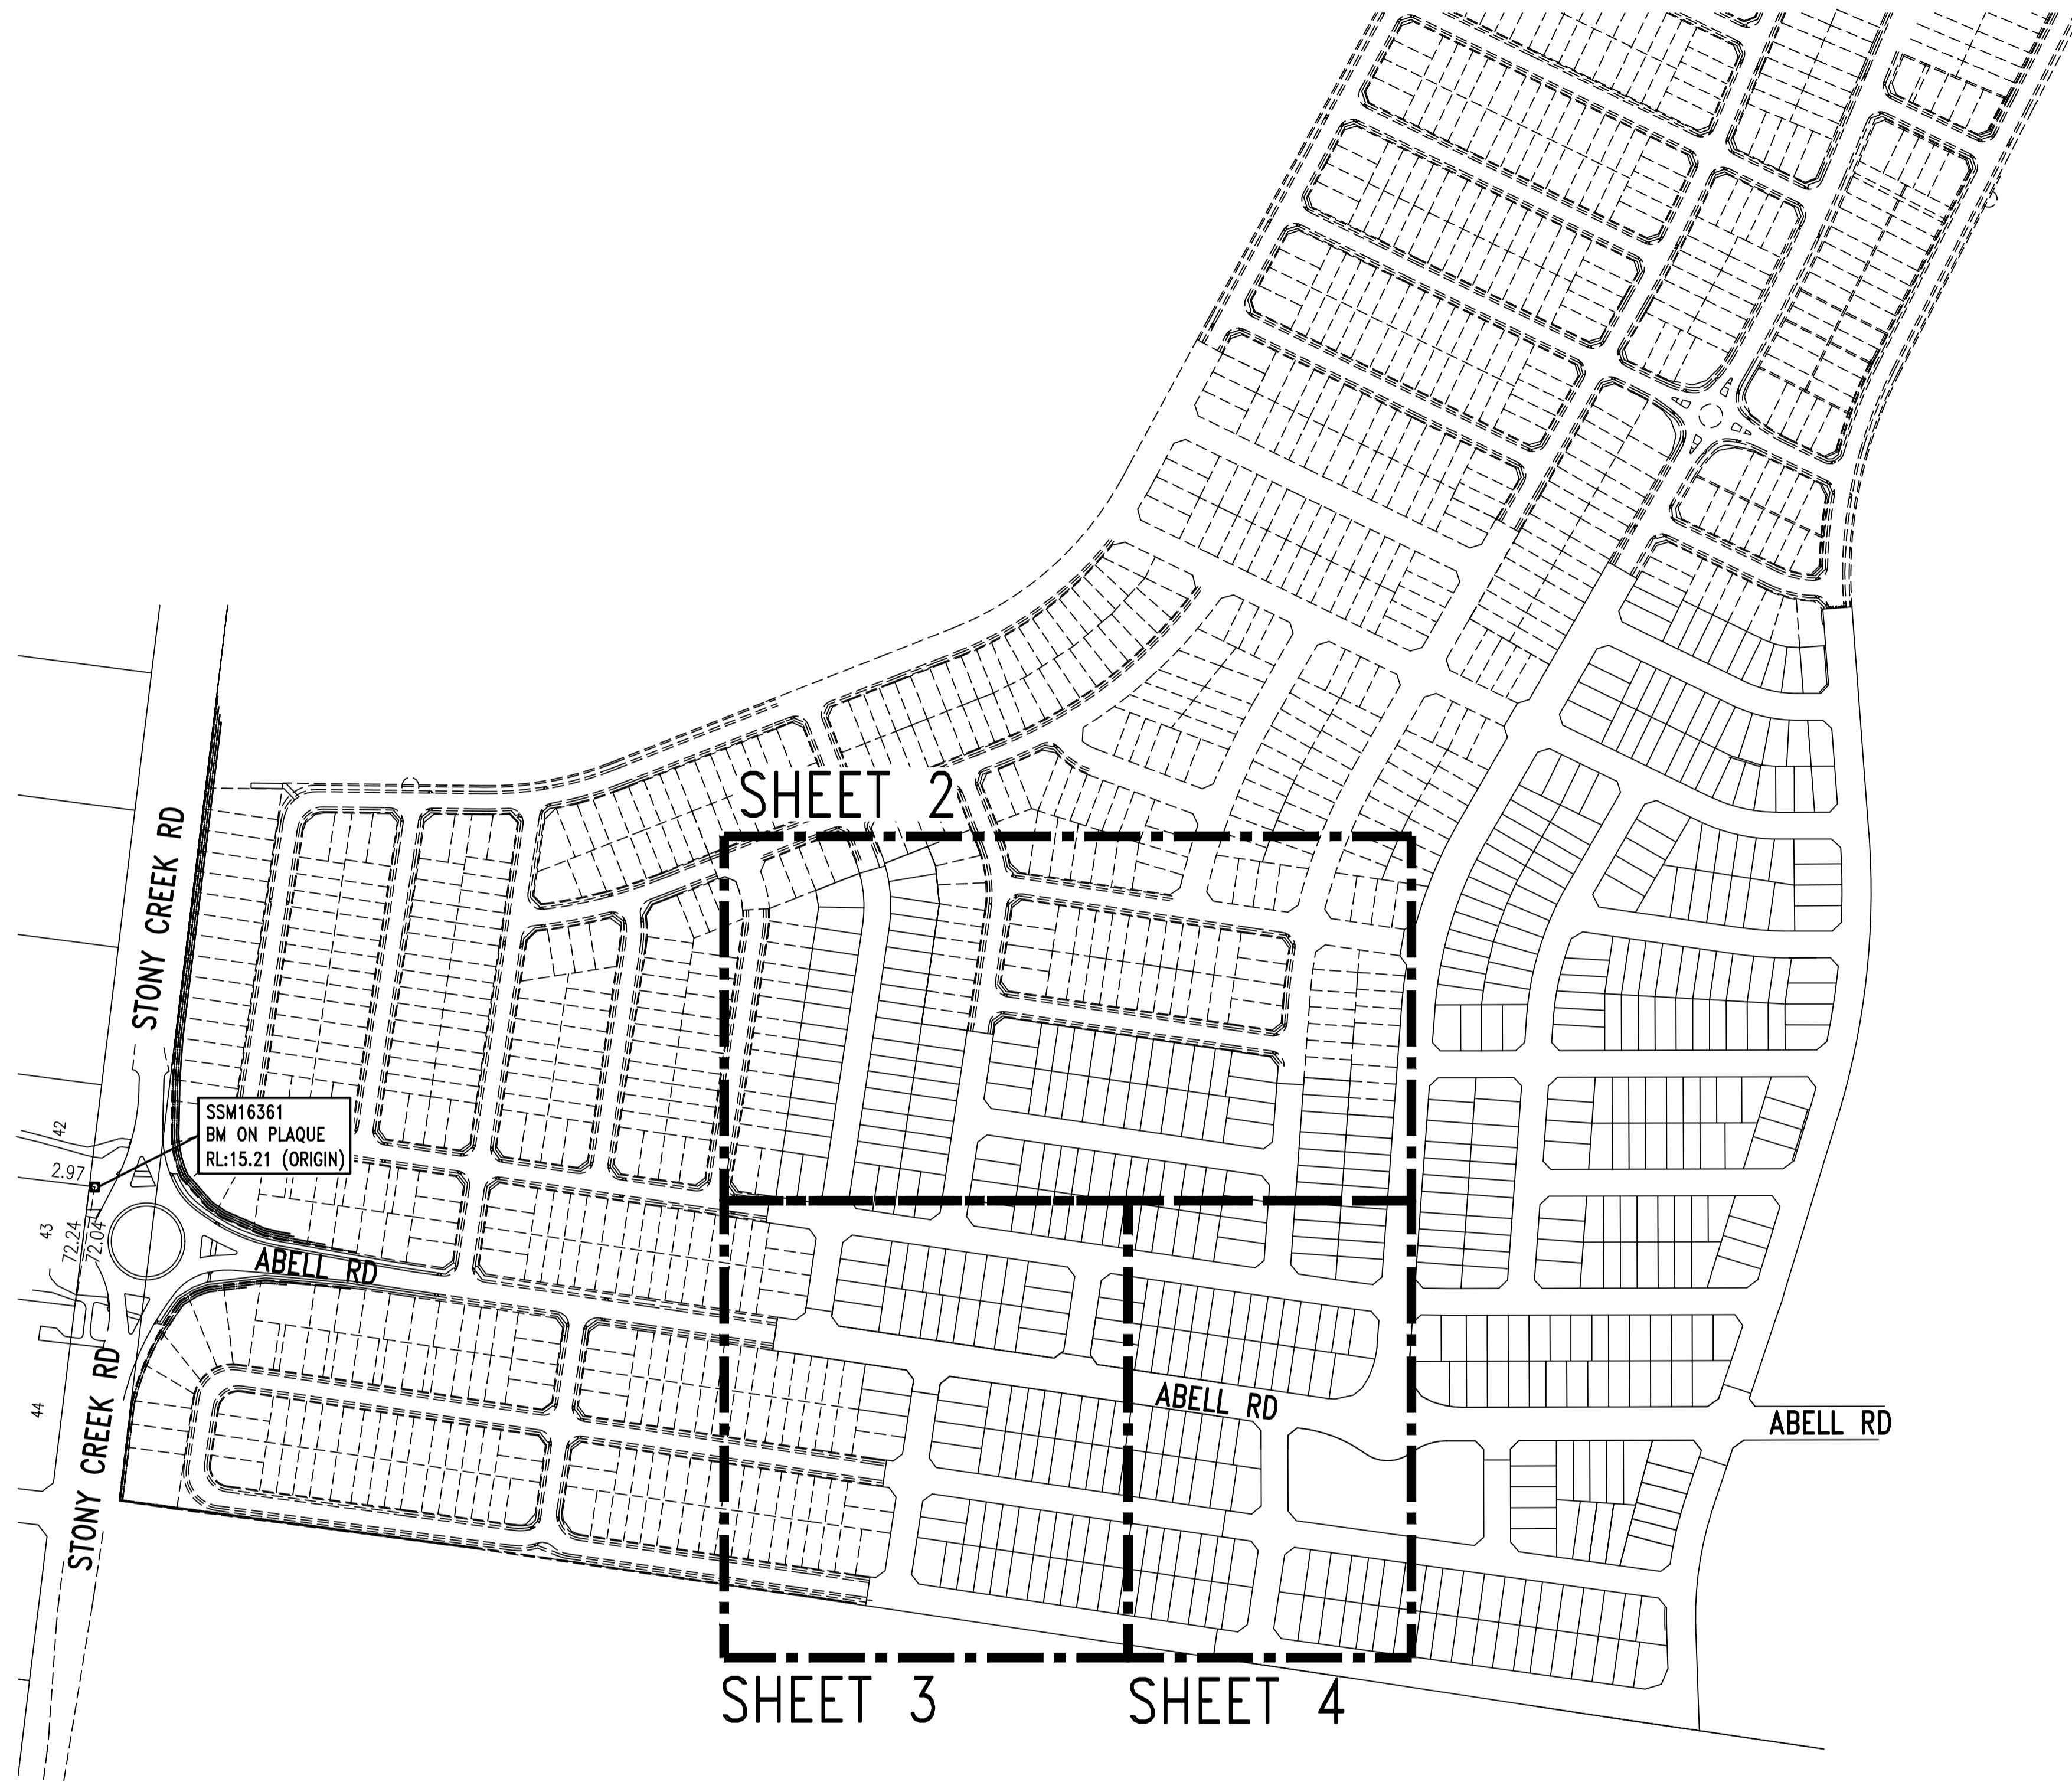 SHEET 2
STONY CREEK RD
SSM16361
BM ON PLAQUE
RL:15.21 (ORIGIN)
42
2.97
43
72.24
72.04
ABELL RD
STONY CREEK RD
44
ABELL RD
ABELL RD
SHEET 3
SHEET 4